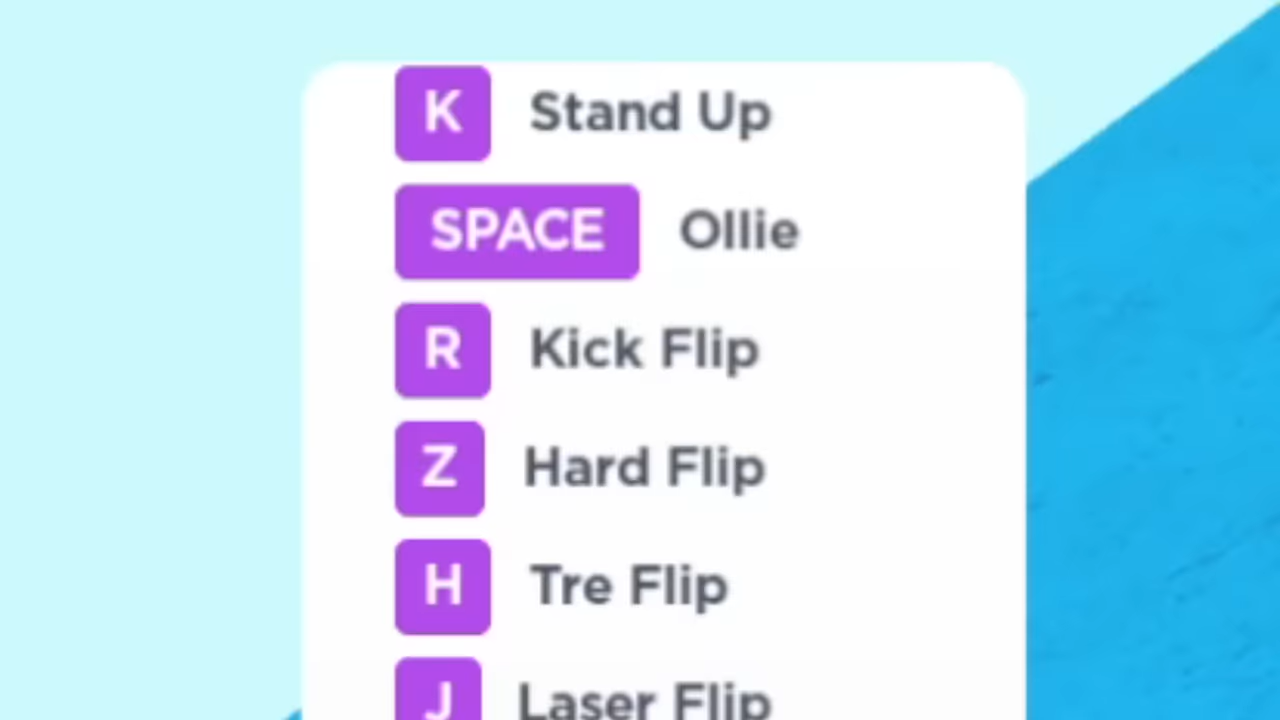 K Stand Up
SPACE Ollie
R Kick Flip
Z Hard Flip
H Tre Flip
J Laser Flip